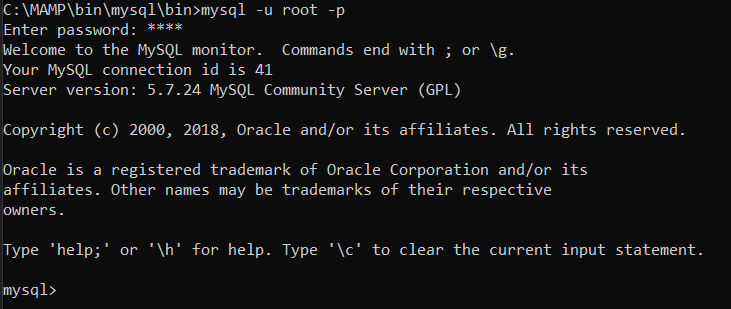 C:\MAMP\bin\mysql\bin>mysql -u root -p
Enter password: ****
Welcome to the MySQL monitor.  Commands end with ; or \g.
Your MySQL connection id is 41
Server version: 5.7.24 MySQL Community Server (GPL)

Copyright (c) 2000, 2018, Oracle and/or its affiliates. All rights reserved.

Oracle is a registered trademark of Oracle Corporation and/or its
affiliates. Other names may be trademarks of their respective
owners.

Type 'help;' or '\h' for help. Type '\c' to clear the current input statement.

mysql>